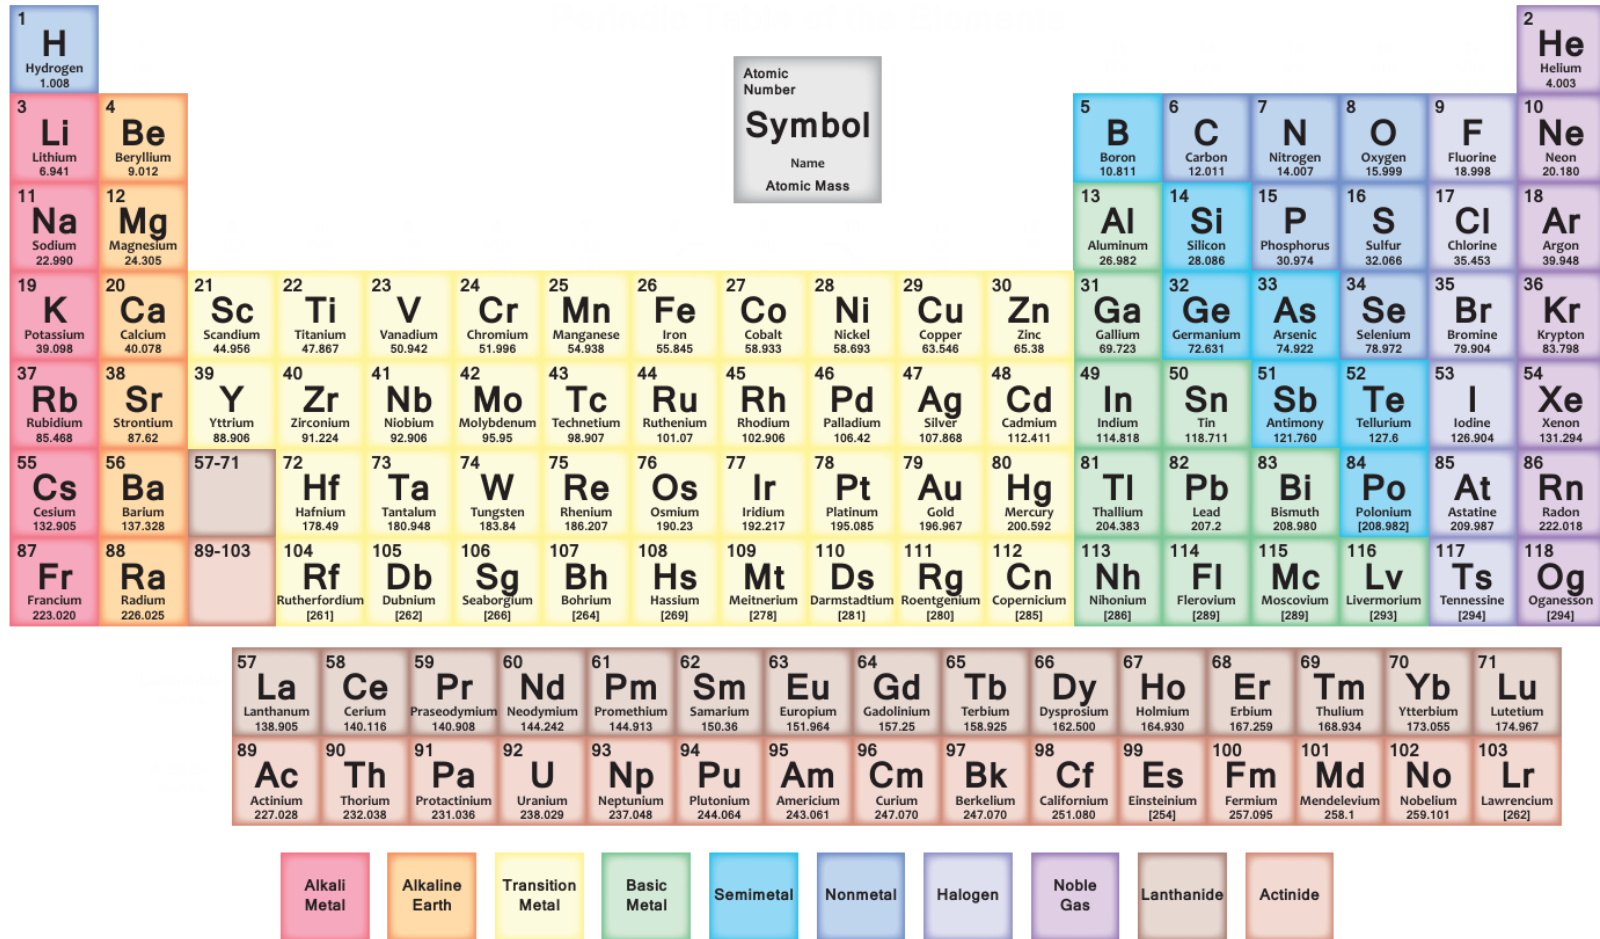 1
H
Hydrogen
1.008
2
He
Helium
4.003
Atomic
Number
Symbol
Name
Atomic Mass
3
Li
Lithium
6.941
4
Be
Beryllium
9.012
5
B
Boron
10.811
6
C
Carbon
12.011
7
N
Nitrogen
14.007
8
O
Oxygen
15.999
9
F
Fluorine
18.998
10
Ne
Neon
20.180
11
Na
Sodium
22.990
12
Mg
Magnesium
24.305
13
Al
Aluminum
26.982
14
Si
Silicon
28.086
15
P
Phosphorus
30.974
16
S
Sulfur
32.066
17
Cl
Chlorine
35.453
18
Ar
Argon
39.948
19
K
Potassium
39.098
20
Ca
Calcium
40.078
21
Sc
Scandium
44.956
22
Ti
Titanium
47.867
23
V
Vanadium
50.942
24
Cr
Chromium
51.996
25
Mn
Manganese
54.938
26
Fe
Iron
55.845
27
Co
Cobalt
58.933
28
Ni
Nickel
58.693
29
Cu
Copper
63.546
30
Zn
Zinc
65.38
31
Ga
Gallium
69.723
32
Ge
Germanium
72.631
33
As
Arsenic
74.922
34
Se
Selenium
78.972
35
Br
Bromine
79.904
36
Kr
Krypton
83.798
37
Rb
Rubidium
85.468
38
Sr
Strontium
87.62
39
Y
Yttrium
88.906
40
Zr
Zirconium
91.224
41
Nb
Niobium
92.906
42
Mo
Molybdenum
95.95
43
Tc
Technetium
98.907
44
Ru
Ruthenium
101.07
45
Rh
Rhodium
102.906
46
Pd
Palladium
106.42
47
Ag
Silver
107.868
48
Cd
Cadmium
112.411
49
In
Indium
114.818
50
Sn
Tin
118.711
51
Sb
Antimony
121.760
52
Te
Tellurium
127.6
53
I
Iodine
126.904
54
Xe
Xenon
131.294
55
Cs
Cesium
132.905
56
Ba
Barium
137.328
57-71
72
Hf
Hafnium
178.49
73
Ta
Tantalum
180.948
74
W
Tungsten
183.84
75
Re
Rhenium
186.207
76
Os
Osmium
190.23
77
Ir
Iridium
192.217
78
Pt
Platinum
195.085
79
Au
Gold
196.967
80
Hg
Mercury
200.592
81
Tl
Thallium
204.383
82
Pb
Lead
207.2
83
Bi
Bismuth
208.980
84
Po
Polonium
[208.982]
85
At
Astatine
209.987
86
Rn
Radon
222.018
87
Fr
Francium
223.020
88
Ra
Radium
226.025
89-103
104
Rf
Rutherfordium
[261]
105
Db
Dubnium
[262]
106
Sg
Seaborgium
[266]
107
Bh
Bohrium
[264]
108
Hs
Hassium
[269]
109
Mt
Meitnerium
[278]
110
Ds
Darmstadtium
[281]
111
Rg
Roentgenium
[280]
112
Cn
Copernicium
[285]
113
Nh
Nihonium
[286]
114
Fl
Flerovium
[289]
115
Mc
Moscovium
[289]
116
Lv
Livermorium
[293]
117
Ts
Tennessine
[294]
118
Og
Oganesson
[294]
57
La
Lanthanum
138.905
58
Ce
Cerium
140.116
59
Pr
Praseodymium
140.908
60
Nd
Neodymium
144.242
61
Pm
Promethium
144.913
62
Sm
Samarium
150.36
63
Eu
Europium
151.964
64
Gd
Gadolinium
157.25
65
Tb
Terbium
158.925
66
Dy
Dysprosium
162.500
67
Ho
Holmium
164.930
68
Er
Erbium
167.259
69
Tm
Thulium
168.934
70
Yb
Ytterbium
173.055
71
Lu
Lutetium
174.967
89
Ac
Actinium
227.028
90
Th
Thorium
232.038
91
Pa
Protactinium
231.036
92
U
Uranium
238.029
93
Np
Neptunium
237.048
94
Pu
Plutonium
244.064
95
Am
Americium
243.061
96
Cm
Curium
247.070
97
Bk
Berkelium
247.070
98
Cf
Californium
251.080
99
Es
Einsteinium
[254]
100
Fm
Fermium
257.095
101
Md
Mendelevium
258.1
102
No
Nobelium
259.101
103
Lr
Lawrencium
[262]
Alkali
Metal
Alkaline
Earth
Transition
Metal
Basic
Metal
Semimetal
Nonmetal
Halogen
Noble
Gas
Lanthanide
Actinide